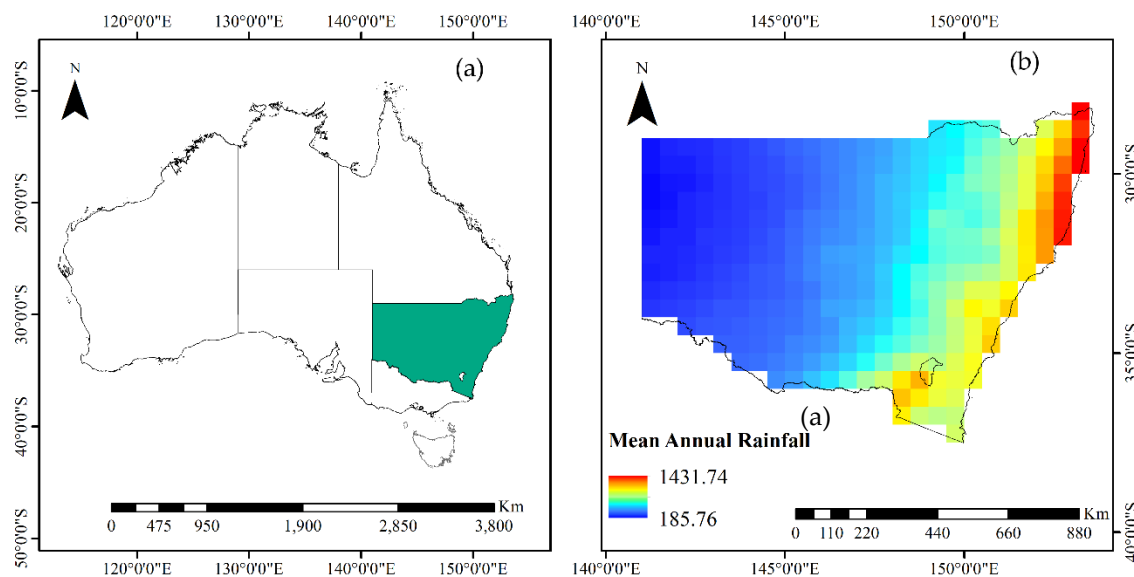 120°0'0"E 130°0'0"E 140°0'0"E 150°0'0"E
(a)
N
10°0'0"S
20°0'0"S
30°0'0"S
40°0'0"S
50°0'0"S
Km
0 475 950 1,900 2,850 3,800
120°0'0"E 130°0'0"E 140°0'0"E 150°0'0"E
140°0'0"E 145°0'0"E 150°0'0"E
(b)
N
30°0'0"S
35°0'0"S
40°0'0"S
(a)
Mean Annual Rainfall
1431.74
185.76
Km
0 110 220 440 660 880
140°0'0"E 145°0'0"E 150°0'0"E